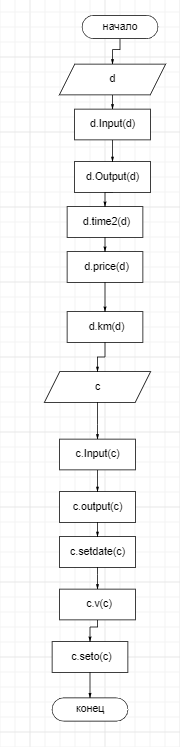 начало
d
d.Input(d)
d.Output(d)
d.time2(d)
d.price(d)
d.km(d)
c
c.Input(c)
c.output(c)
c.setdate(c)
c.v(c)
c.seto(c)
конец